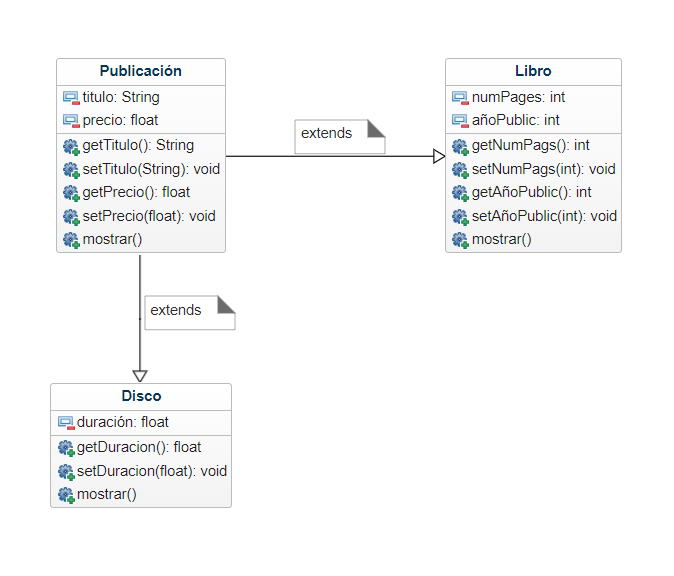 Publicación
titulo: String
precio: float
getTitulo(): String
setTitulo(String): void
getPrecio(): float
setPrecio(float): void
mostrar()
extends
Libro
numPages: int
añoPublic: int
getNumPags(): int
setNumPags(int): void
getAñoPublic(): int
setAñoPublic(int): void
mostrar()
extends
Disco
duración: float
getDuracion(): float
setDuracion(float): void
mostrar()